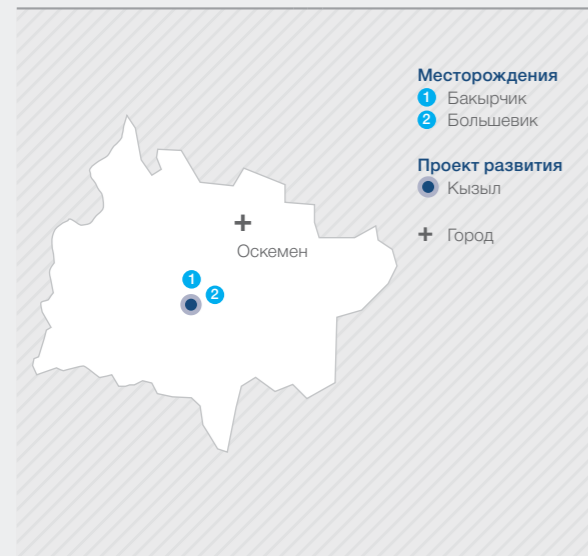 Месторождения
1 Бакырчик
2 Большевик
Проект развития
Кызыл
Город
Оскемен
1
2